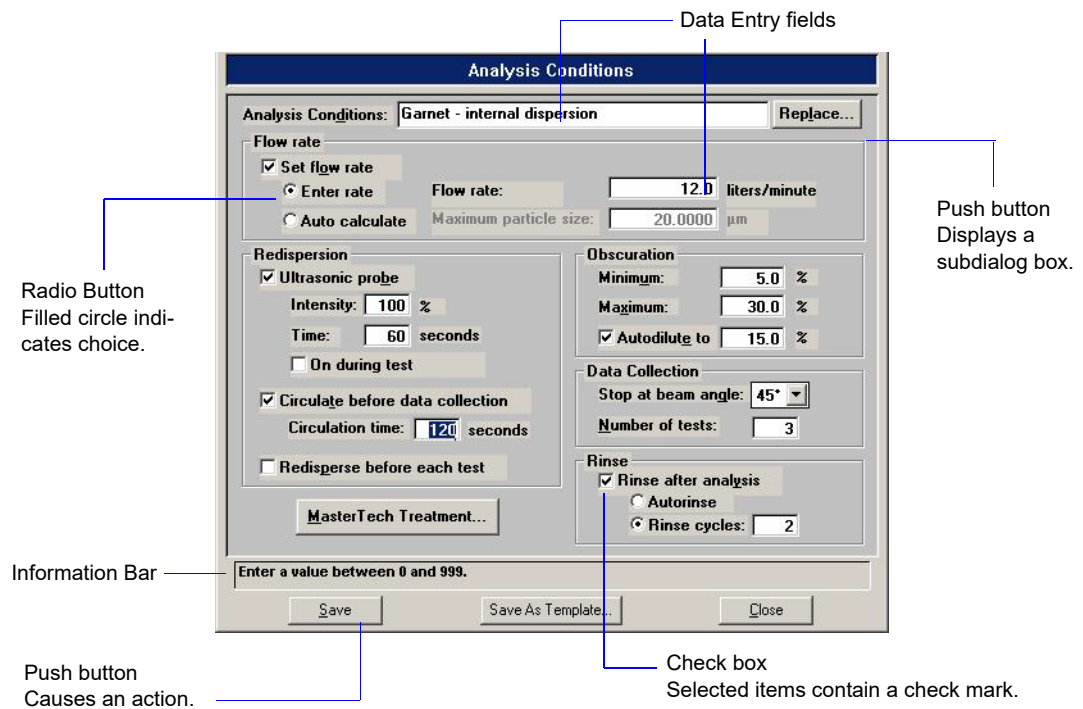 Data Entry fields
Analysis Conditions
Analysis Conditions: Garnet - internal dispersion Replace...
Flow rate
Set flow rate
Enter rate Flow rate: 12.0 liters/minute
Auto calculate Maximum particle size: 20.0000 µm
Push button
Displays a
subdialog box.
Radio Button
Filled circle indi-
cates choice.
Redispersion
Ultrasonic probe
Intensity: 100 %
Time: 60 seconds
On during test
Circulate before data collection
Circulation time: 120 seconds
Redisperse before each test
MasterTech Treatment...
Obscuration
Minimum: 5.0 %
Maximum: 30.0 %
Autodilute to 15.0 %
Data Collection
Stop at beam angle: 45°
Number of tests: 3
Rinse
Rinse after analysis
Autorinse
Rinse cycles: 2
Information Bar
Enter a value between 0 and 999.
Save Save As Template... Close
Push button
Causes an action.
Check box
Selected items contain a check mark.